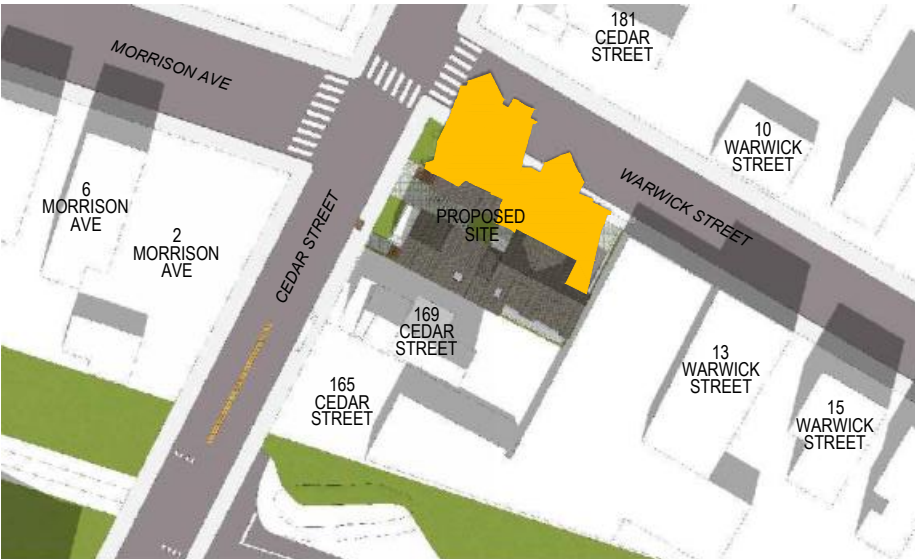 181
CEDAR
STREET
MORRISON AVE
10
WARWICK
STREET
6
MORRISON
AVE
2
MORRISON
AVE
CEDAR STREET
PROPOSED
SITE
WARWICK STREET
169
CEDAR
STREET
13
WARWICK
STREET
165
CEDAR
STREET
15
WARWICK
STREET